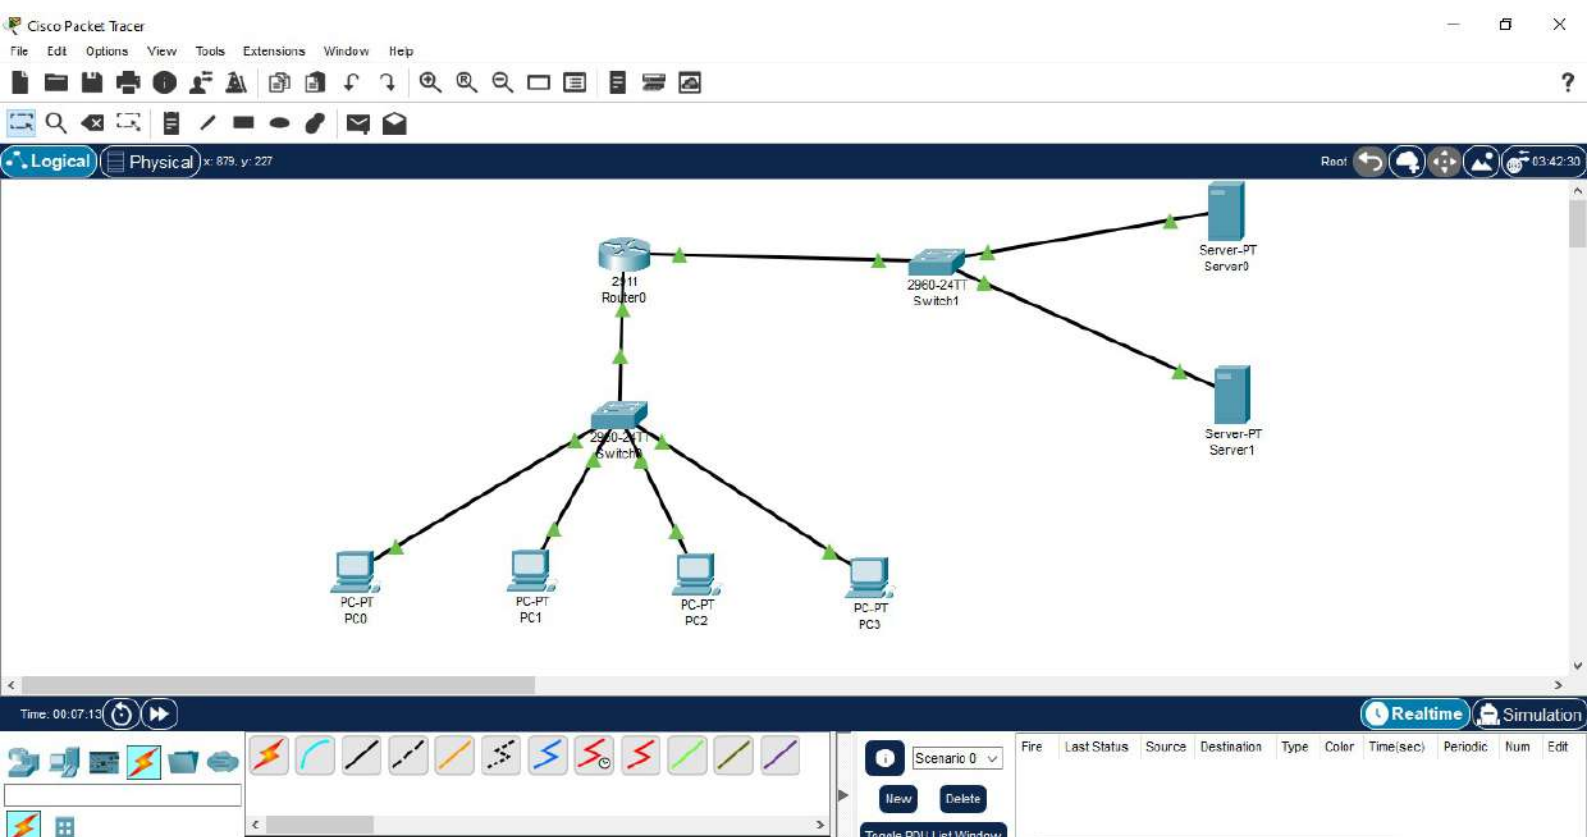 Cisco Packet Tracer
File Edit Options View Tools Extensions Window Help
?
Logical Physical x: 879, y: 227 Root 03:42:30
Server-PT
Server0
2911
Router0
2960-24TT
Switch1
Server-PT
Server1
2960-24TT
PC-PT
PC0
PC-PT
PC1
PC-PT
PC2
PC-PT
PC3
Time: 00:07:13 Realtime Simulation
Scenario 0 Fire Last Status Source Destination Type Color Time(sec) Periodic Num Edit
New Delete
Toggle PDU List Window